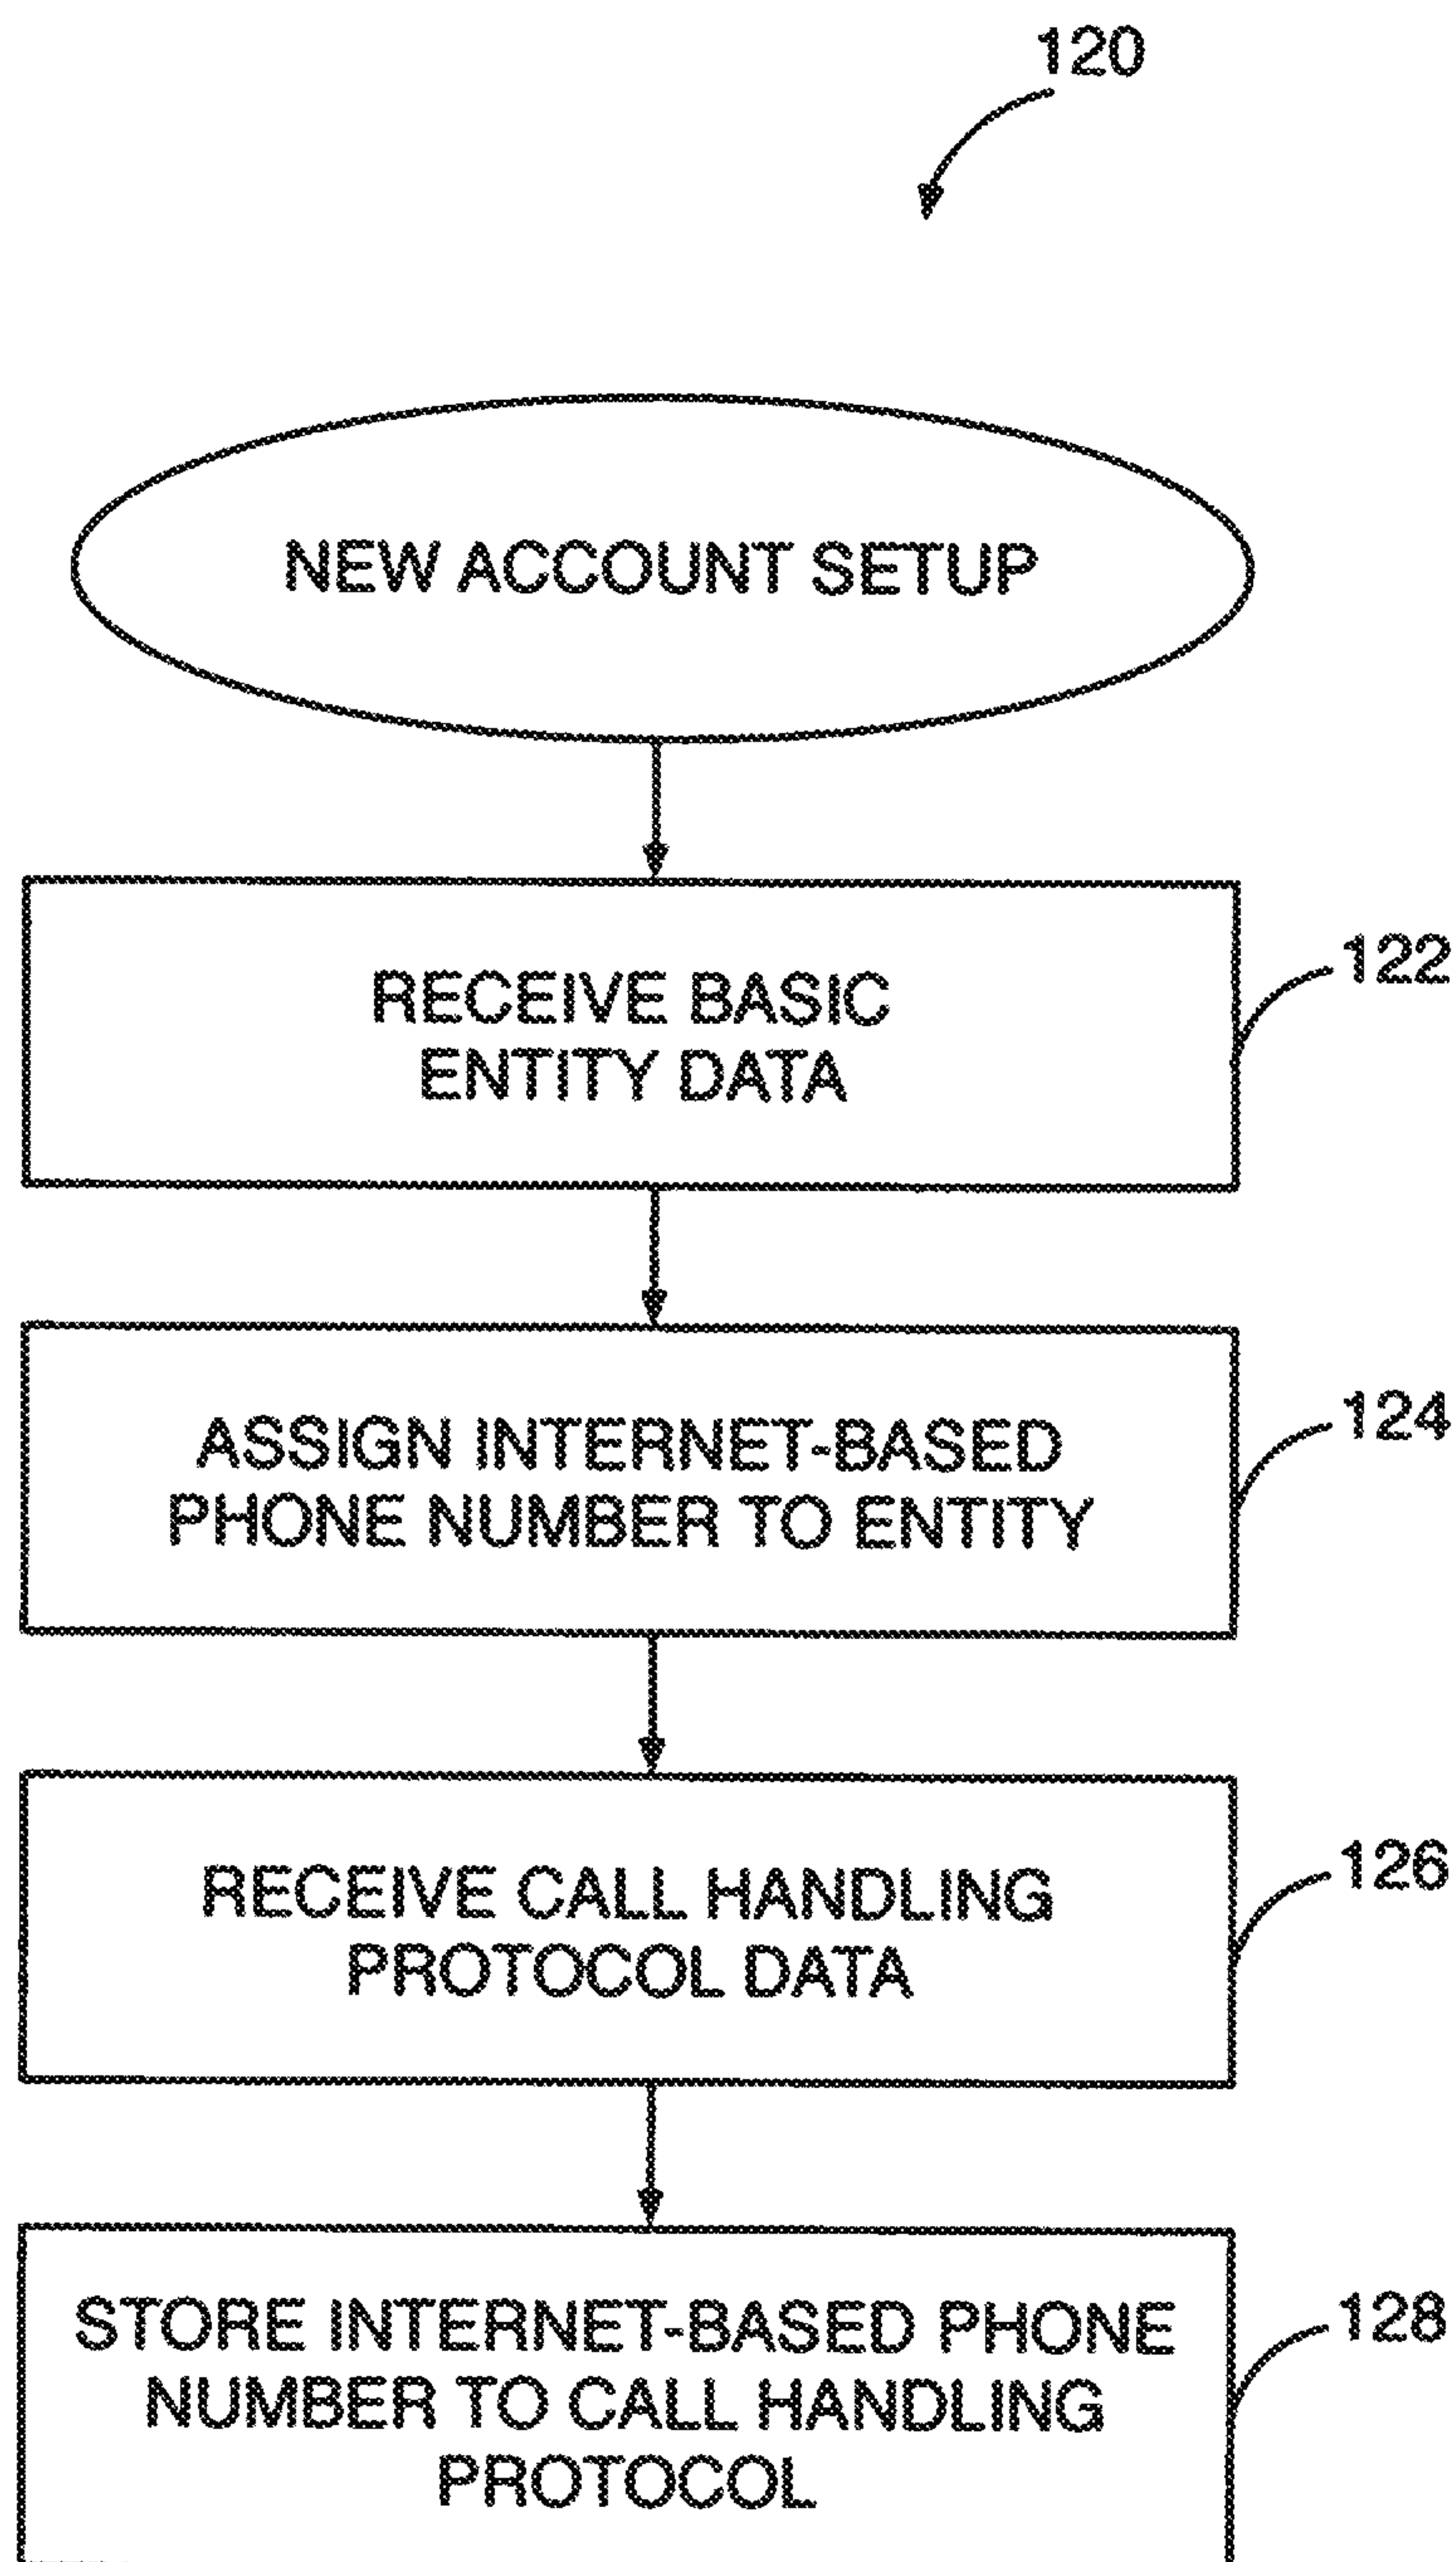 120
NEW ACCOUNT SETUP
RECEIVE BASIC
ENTITY DATA
122
ASSIGN INTERNET-BASED
PHONE NUMBER TO ENTITY
124
RECEIVE CALL HANDLING
PROTOCOL DATA
126
STORE INTERNET-BASED PHONE
NUMBER TO CALL HANDLING
PROTOCOL
128